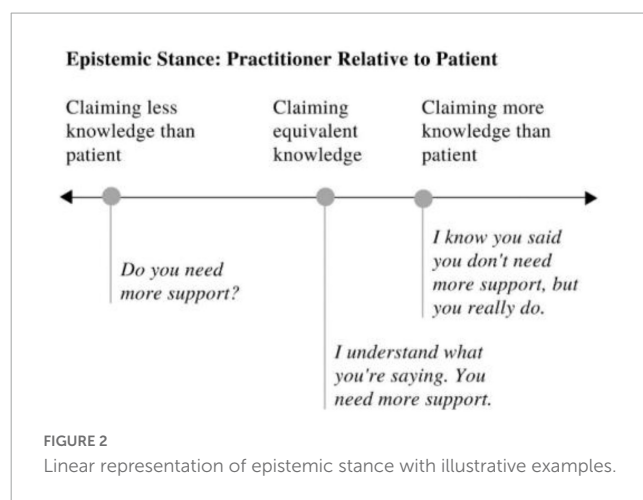 Epistemic Stance: Practitioner Relative to Patient
Claiming less
knowledge than
patient
Claiming
equivalent
knowledge
Claiming more
knowledge than
patient
Do you need
more support?
I know you said
you don't need
more support, but
you really do.
I understand what
you're saying. You
need more support.
FIGURE 2
Linear representation of epistemic stance with illustrative examples.